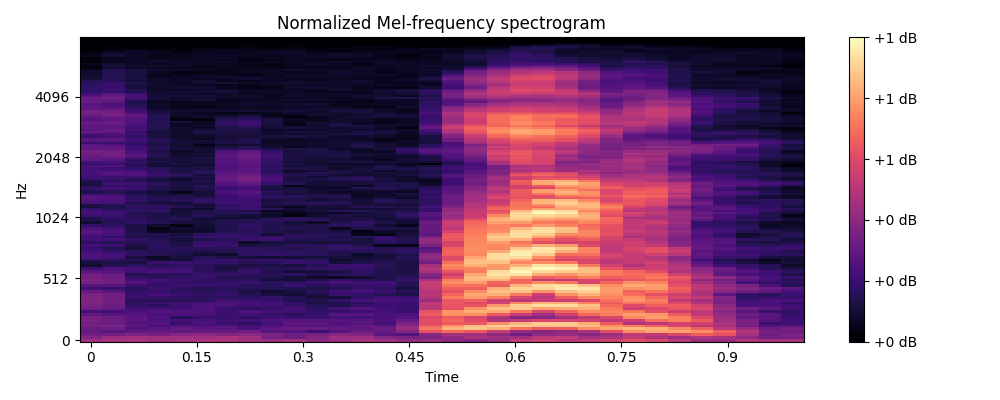 Normalized Mel-frequency spectrogram
+1 dB
+1 dB
+1 dB
+0 dB
+0 dB
+0 dB
Hz
4096
2048
1024
512
0
0 0.15 0.3 0.45 0.6 0.75 0.9
Time